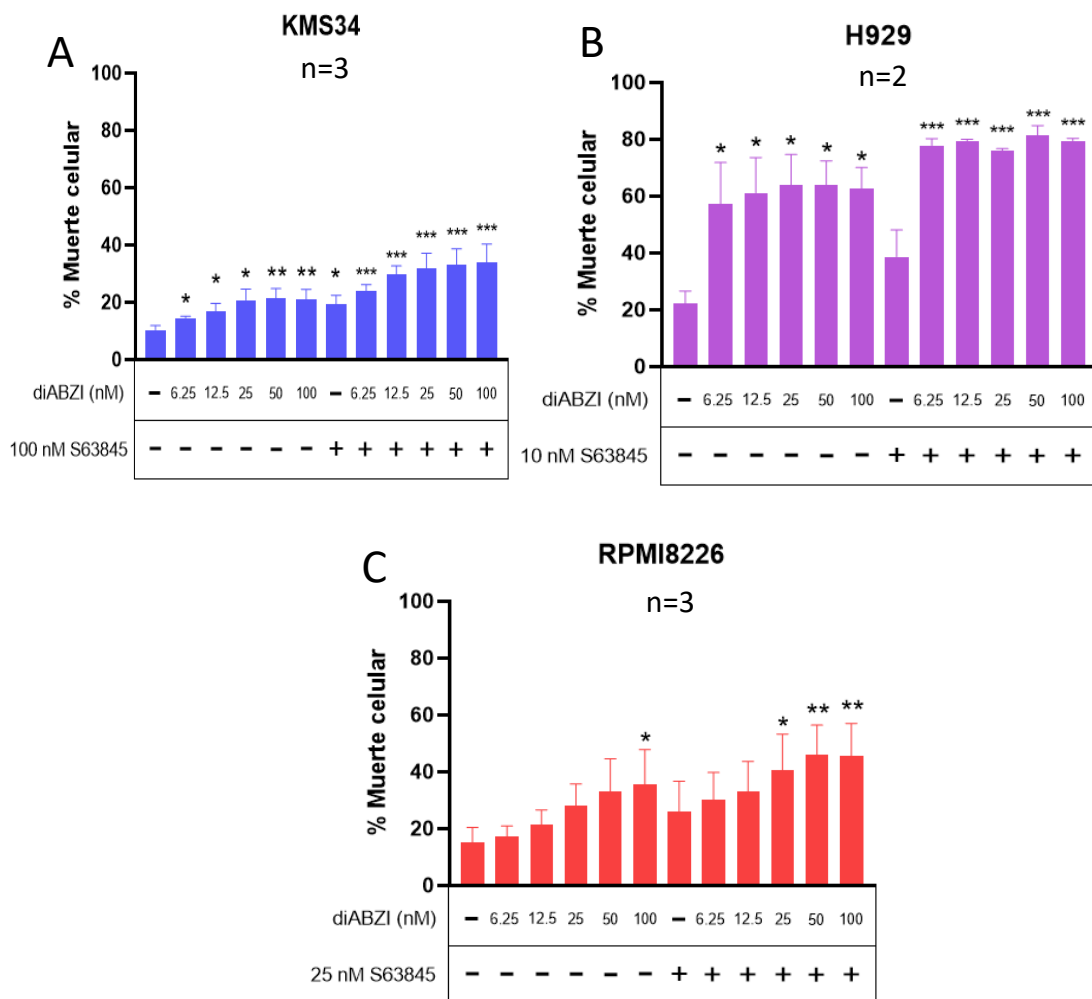 A
KMS34
n=3
% Muerte celular
100
80
60
40
20
0
* * * ** ** * *** *** *** *** ***
diABZI (nM) – 6.25 12.5 25 50 100 – 6.25 12.5 25 50 100
100 nM S63845 – – – – – – + + + + + +
B
H929
n=2
% Muerte celular
100
80
60
40
20
0
* * * * * *** *** *** *** ***
diABZI (nM) – 6.25 12.5 25 50 100 – 6.25 12.5 25 50 100
10 nM S63845 – – – – – – + + + + + +
C
RPMI8226
n=3
% Muerte celular
100
80
60
40
20
0
* * ** **
diABZI (nM) – 6.25 12.5 25 50 100 – 6.25 12.5 25 50 100
25 nM S63845 – – – – – – + + + + + +